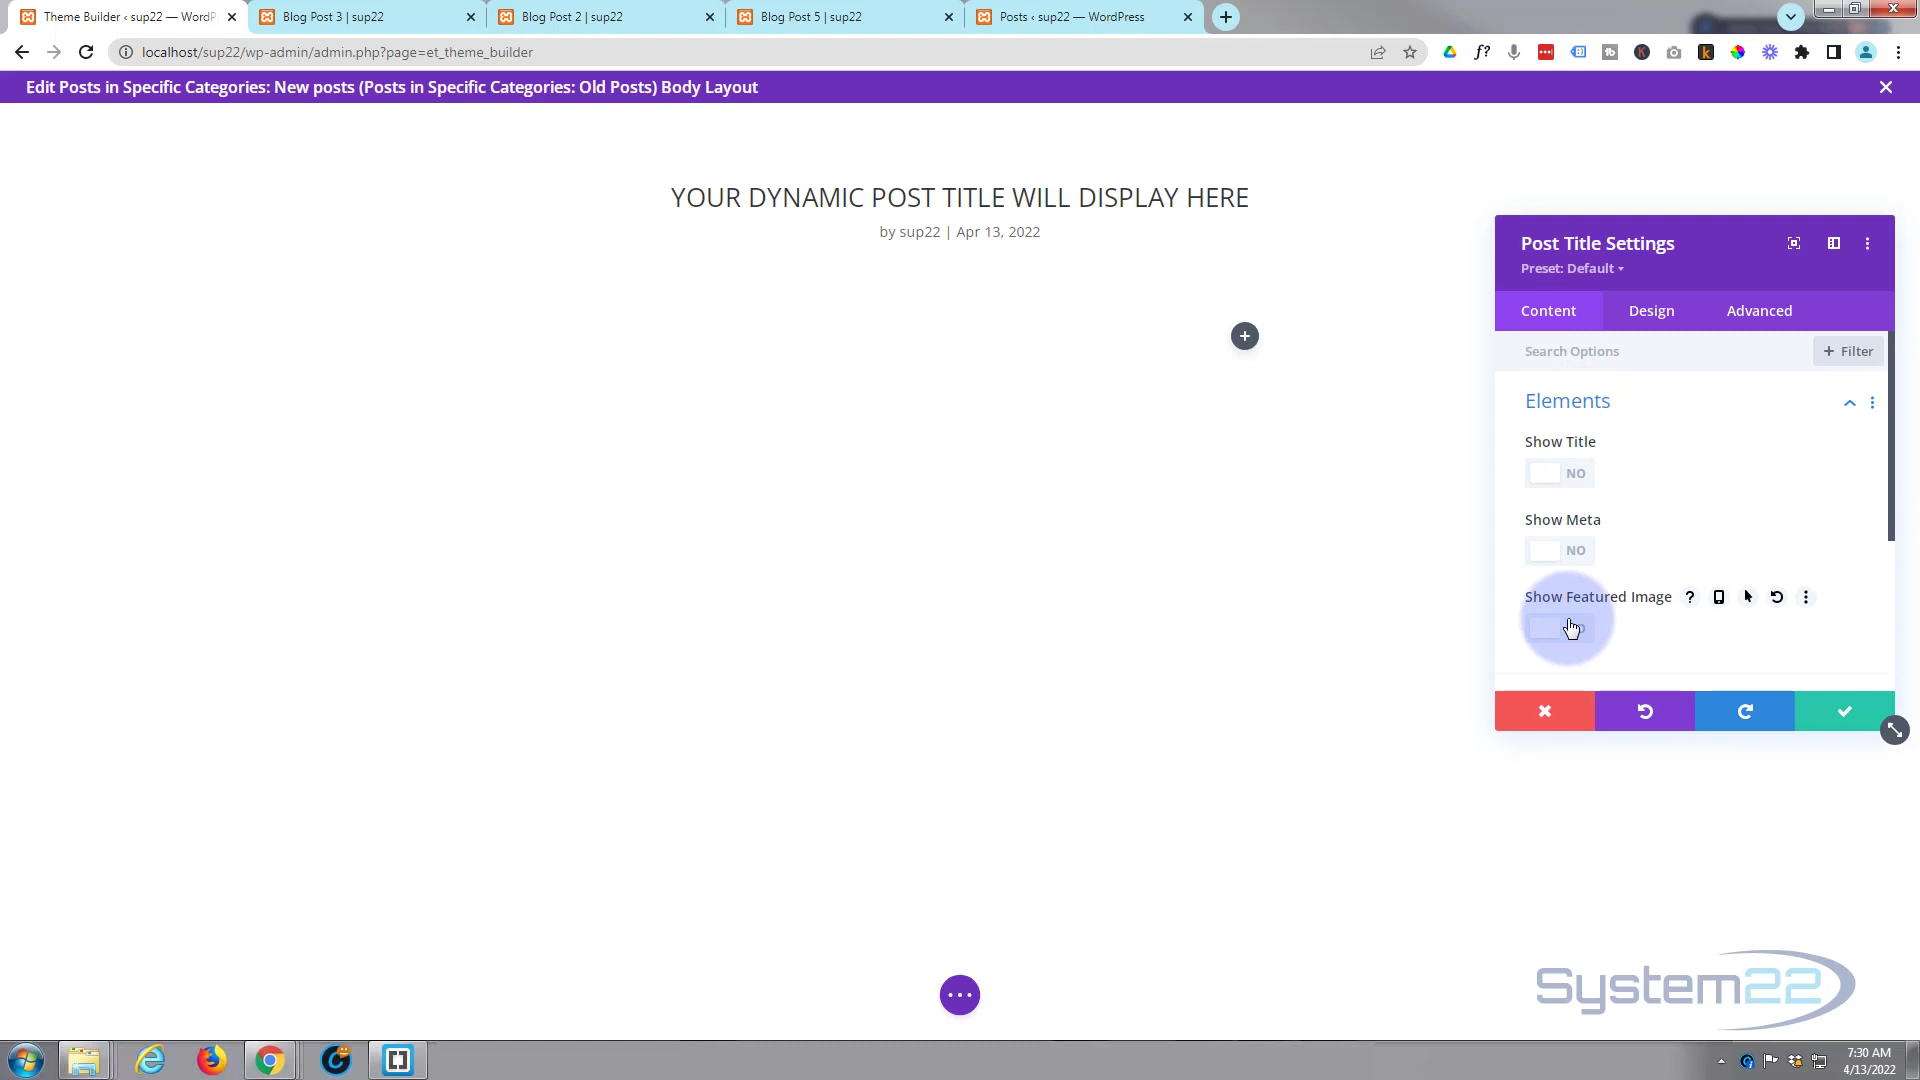 Theme Builder ‹ sup22 — WordP
Blog Post 3 | sup22
Blog Post 2 | sup22
Blog Post 5 | sup22
Posts ‹ sup22 — WordPress
localhost/sup22/wp-admin/admin.php?page=et_theme_builder
Edit Posts in Specific Categories: New posts (Posts in Specific Categories: Old Posts) Body Layout
YOUR DYNAMIC POST TITLE WILL DISPLAY HERE
by sup22 | Apr 13, 2022
Post Title Settings
Preset: Default
Content
Design
Advanced
Search Options
+ Filter
Elements
Show Title
NO
Show Meta
NO
Show Featured Image
System22
7:30 AM
4/13/2022